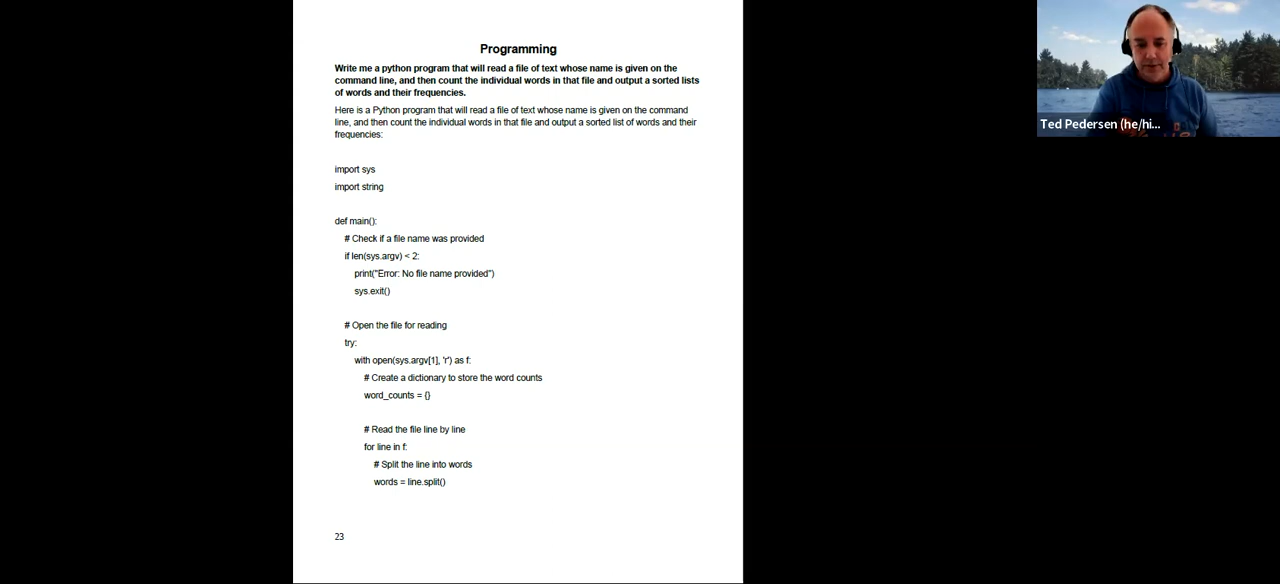 Programming
Write me a python program that will read a file of text whose name is given on the
command line, and then count the individual words in that file and output a sorted lists
of words and their frequencies.
Here is a Python program that will read a file of text whose name is given on the command
line, and then count the individual words in that file and output a sorted list of words and their
frequencies:
import sys
import string
def main():
# Check if a file name was provided
if len(sys.argv) < 2:
print("Error: No file name provided")
sys.exit()
# Open the file for reading
try:
with open(sys.argv[1], 'r') as f:
# Create a dictionary to store the word counts
word_counts = {}
# Read the file line by line
for line in f:
# Split the line into words
words = line.split()
23
Ted Pedersen (he/hi...